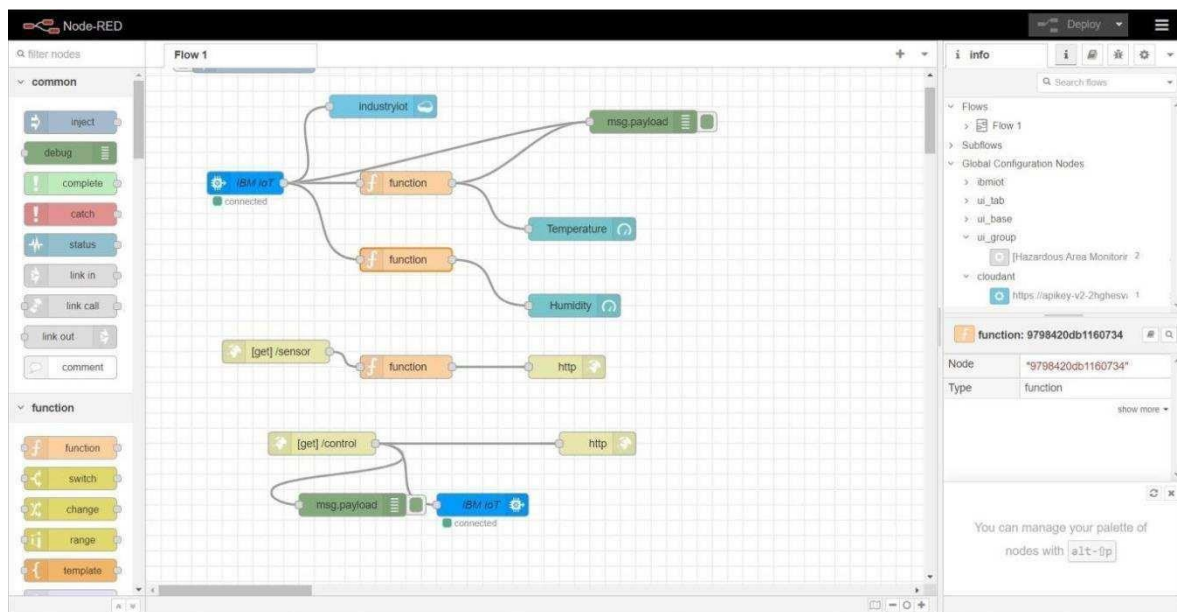 Node-RED
Deploy
filter nodes
common
inject
debug
complete
catch
status
link in
link call
link out
comment
function
function
switch
change
range
template
Flow 1
industryiot
msg.payload
IBM IoT
connected
function
Temperature
function
Humidity
[get] /sensor
function
http
[get] /control
http
msg.payload
IBM IoT
connected
i info
Search flows
Flows
Flow 1
Subflows
Global Configuration Nodes
ibmiot
ui_tab
ui_base
ui_group
[Hazardous Area Monitorin 2
cloudant
https://apikey-v2-2hghesv 1
function: 9798420db1160734
Node "9798420db1160734"
Type function
show more
You can manage your palette of
nodes with alt-⇧p